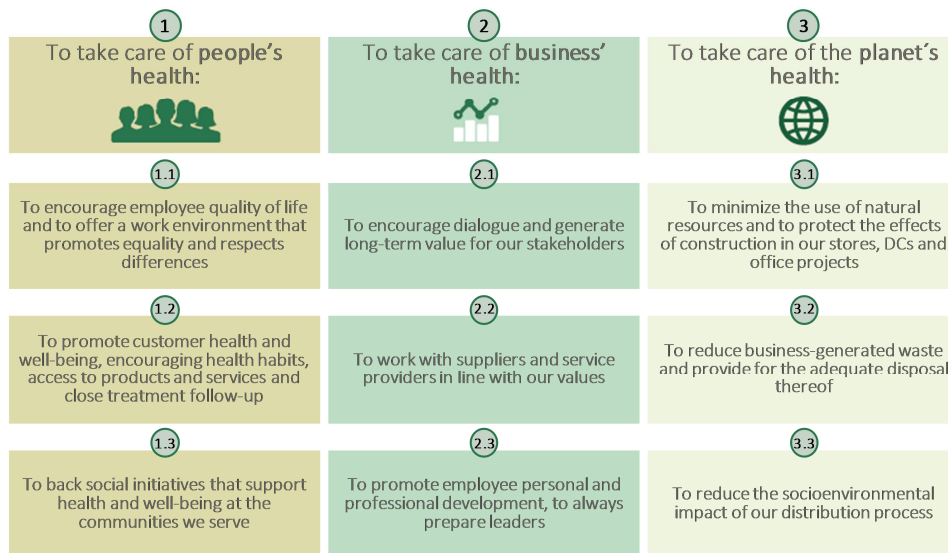 1
To take care of people's
health:
1.1
To encourage employee quality of life
and to offer a work environment that
promotes equality and respects
differences
1.2
To promote customer health and
well-being, encouraging health habits,
access to products and services and
close treatment follow-up
1.3
To back social initiatives that support
health and well-being at the
communities we serve
2
To take care of business'
health:
2.1
To encourage dialogue and generate
long-term value for our stakeholders
2.2
To work with suppliers and service
providers in line with our values
2.3
To promote employee personal and
professional development, to always
prepare leaders
3
To take care of the planet´s
health:
3.1
To minimize the use of natural
resources and to protect the effects
of construction in our stores, DCs and
office projects
3.2
To reduce business-generated waste
and provide for the adequate disposal
thereof
3.3
To reduce the socioenvironmental
impact of our distribution process